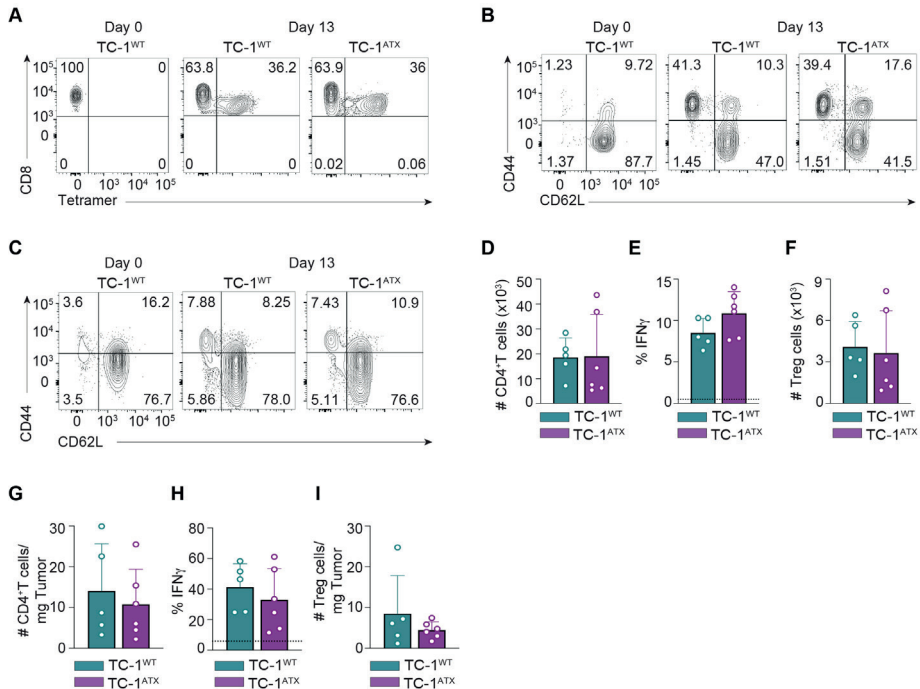 A
Day 0
Day 13
TC-1WT
TC-1WT
TC-1ATX
100
0
63.8
36.2
63.9
36
10⁵
10⁴
10³
0
0
0
0
0
0.02
0.06
0 10³ 10⁴ 10⁵
CD8
Tetramer
B
Day 0
Day 13
TC-1WT
TC-1WT
TC-1ATX
1.23
9.72
41.3
10.3
39.4
17.6
10⁵
10⁴
10³
0
1.37
87.7
1.45
47.0
1.51
41.5
0 10³ 10⁴ 10⁵
CD44
CD62L
C
Day 0
Day 13
TC-1WT
TC-1WT
TC-1ATX
3.6
16.2
7.88
8.25
7.43
10.9
10⁵
10⁴
10³
0
3.5
76.7
5.86
78.0
5.11
76.6
0 10³ 10⁴ 10⁵
CD44
CD62L
D
# CD4⁺T cells (x10³)
50
40
30
20
10
0
TC-1WT
TC-1ATX
E
% IFNγ
15
10
5
0
TC-1WT
TC-1ATX
F
# Treg cells (x10³)
9
6
3
0
TC-1WT
TC-1ATX
G
# CD4⁺T cells/
mg Tumor
30
20
10
0
TC-1WT
TC-1ATX
H
% IFNγ
80
60
40
20
0
TC-1WT
TC-1ATX
I
# Treg cells/
mg Tumor
30
20
10
0
TC-1WT
TC-1ATX